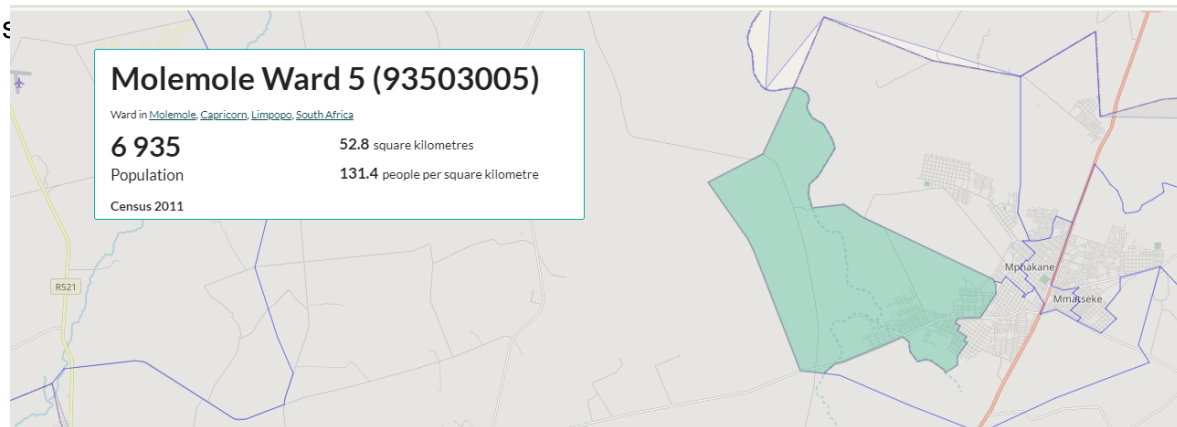 Molemole Ward 5 (93503005)
Ward in Molemole, Capricorn, Limpopo, South Africa
6 935
Population
52.8 square kilometres
131.4 people per square kilometre
Census 2011
R521
Mphakane
Mmatseke